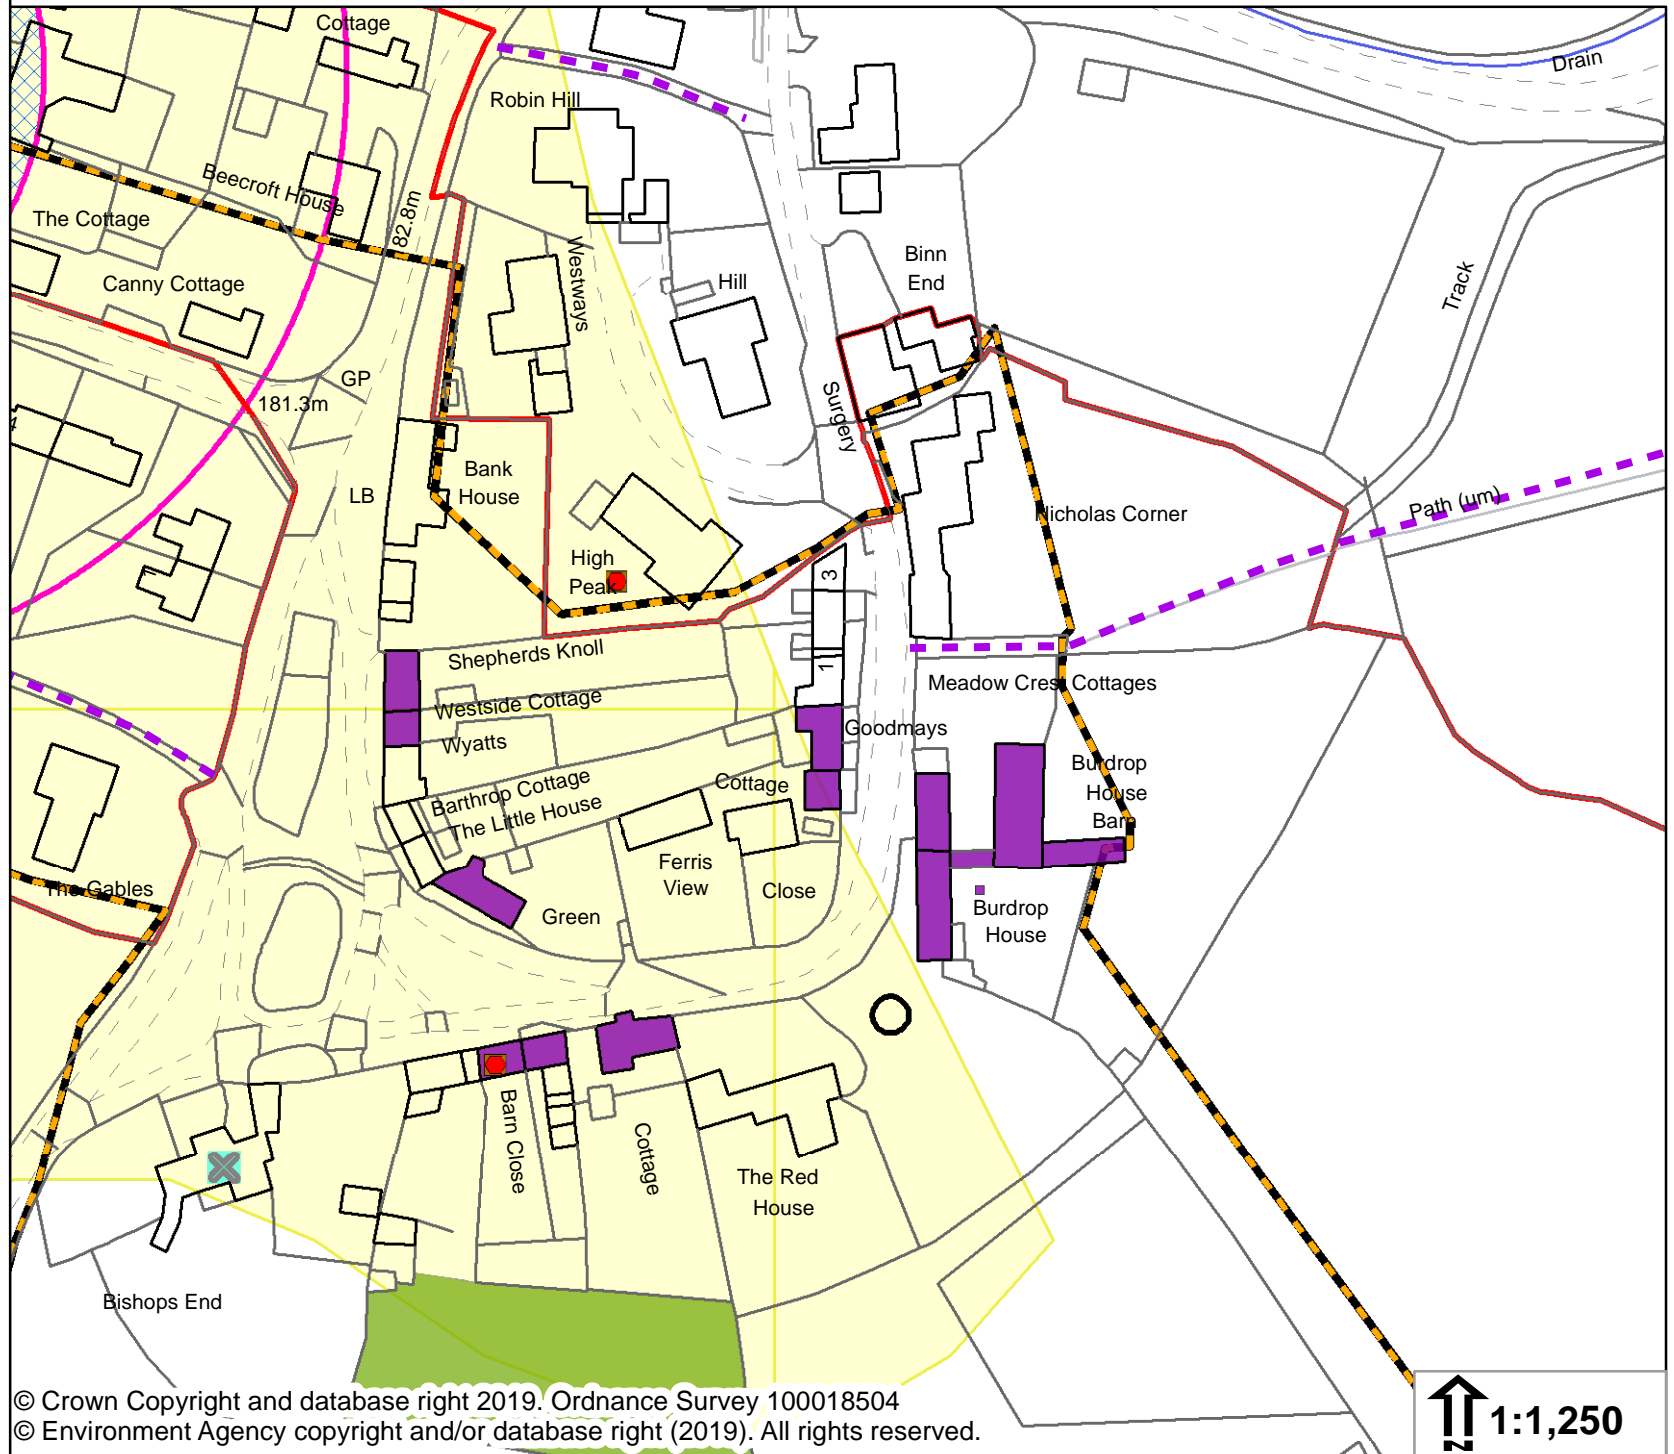 Cottage
Drain
Robin Hill
Beecroft House
The Cottage
82.8m
Westways
Binn
End
Hill
Canny Cottage
Track
GP
181.3m
Surgery
4
Bank
House
LB
Path (um)
Nicholas Corner
High
Peak
3
1
Shepherds Knoll
Westside Cottage
Meadow Crest Cottages
Goodmays
Wyatts
Burdrop
House
Barn
Cottage
Barthrop Cottage
The Little House
Ferris
View
Close
The Gables
Green
Burdrop
House
Barn Close
Cottage
The Red
House
Bishops End
© Crown Copyright and database right 2019. Ordnance Survey 100018504
© Environment Agency copyright and/or database right (2019). All rights reserved.
1:1,250
N